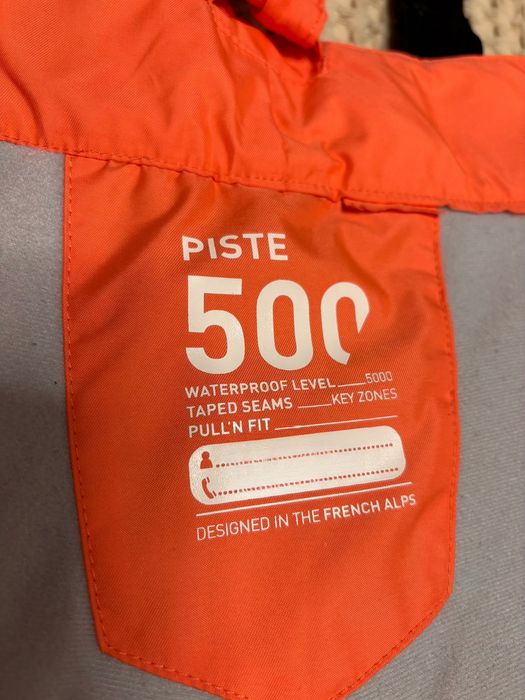 PISTE
500
WATERPROOF LEVEL 5000
TAPED SEAMS KEY ZONES
PULL'N FIT
DESIGNED IN THE FRENCH ALPS